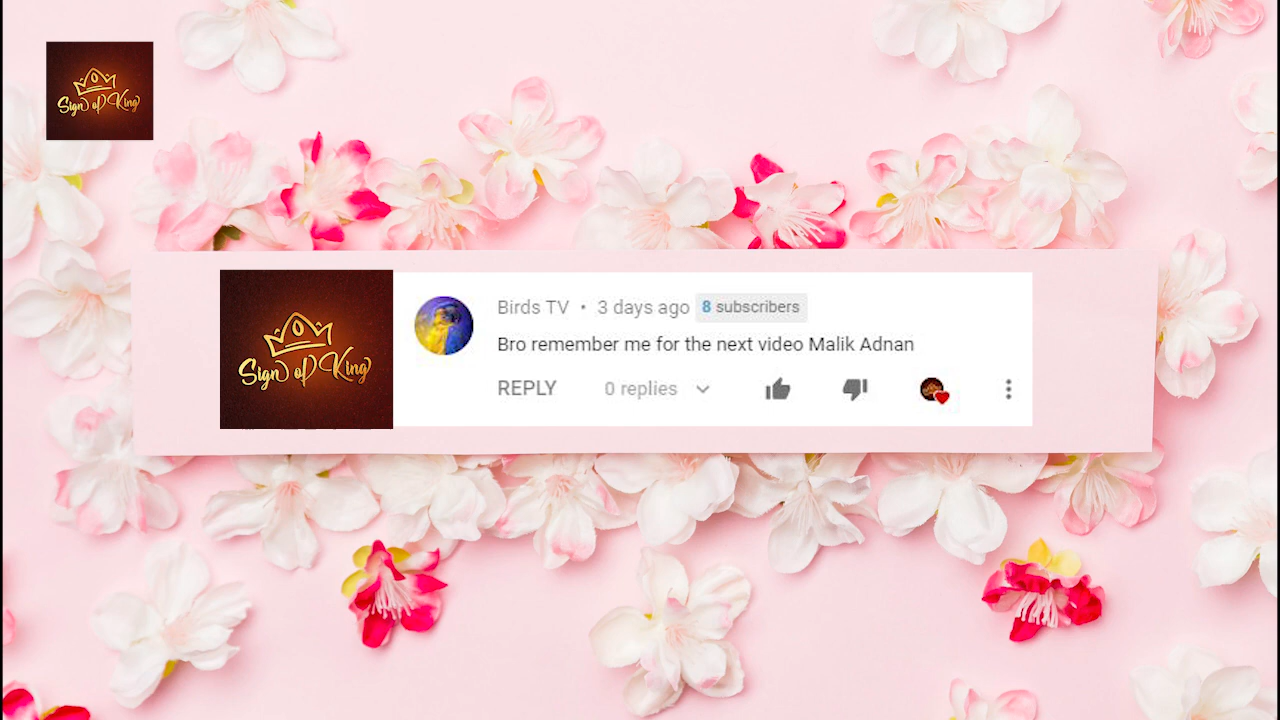 Sign of King
Sign of King
Birds TV • 3 days ago 8 subscribers
Bro remember me for the next video Malik Adnan
REPLY 0 replies